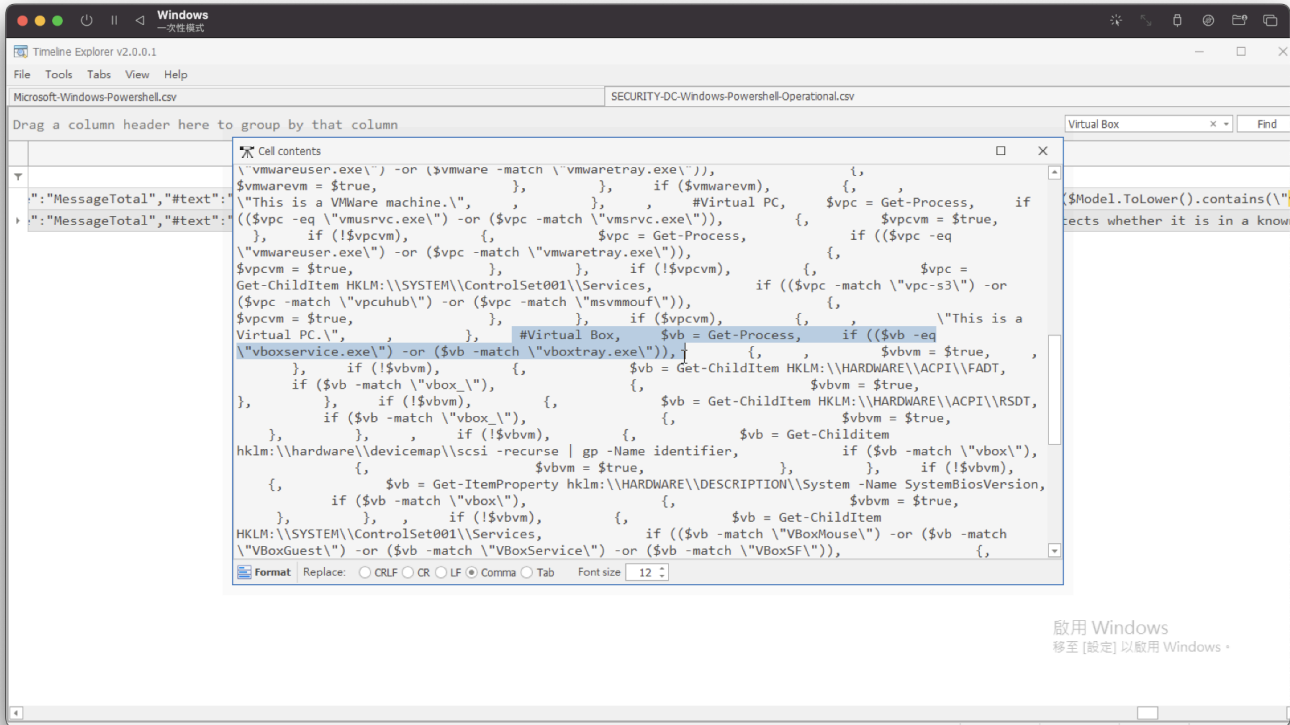 Windows
一次性模式
Timeline Explorer v2.0.0.1
File Tools Tabs View Help
Microsoft-Windows-Powershell.csv
SECURITY-DC-Windows-Powershell-Operational.csv
Drag a column header here to group by that column
Virtual Box
Find
":"MessageTotal","#text":"
($Model.ToLower().contains(\"
":"MessageTotal","#text":"
ects whether it is in a know
Cell contents
\"vmwareuser.exe\") -or ($vmware -match \"vmwaretray.exe\")), {,
$vmwarevm = $true, }, }, if ($vmwarevm), {, ,
\"This is a VMWare machine.\", , }, , #Virtual PC, $vpc = Get-Process, if
(($vpc -eq \"vmusrvc.exe\") -or ($vpc -match \"vmsrvc.exe\")), {, $vpcvm = $true,
}, if (!$vpcvm), {, $vpc = Get-Process, if (($vpc -eq
\"vmwareuser.exe\") -or ($vpc -match \"vmwaretray.exe\")), {,
$vpcvm = $true, }, }, if (!$vpcvm), {, $vpc =
Get-ChildItem HKLM:\\SYSTEM\\ControlSet001\\Services, if (($vpc -match \"vpc-s3\") -or
($vpc -match \"vpcuhub\") -or ($vpc -match \"msvmmouf\")), {,
$vpcvm = $true, }, }, if ($vpcvm), {, , \"This is a
Virtual PC.\", , }, #Virtual Box, $vb = Get-Process, if (($vb -eq
\"vboxservice.exe\") -or ($vb -match \"vboxtray.exe\")), {, , $vbvm = $true, ,
}, if (!$vbvm), {, $vb = Get-ChildItem HKLM:\\HARDWARE\\ACPI\\FADT,
if ($vb -match \"vbox_\"), {, $vbvm = $true,
}, }, if (!$vbvm), {, $vb = Get-ChildItem HKLM:\\HARDWARE\\ACPI\\RSDT,
if ($vb -match \"vbox_\"), {, $vbvm = $true,
}, }, , if (!$vbvm), {, $vb = Get-Childitem
hklm:\\hardware\\devicemap\\scsi -recurse | gp -Name identifier, if ($vb -match \"vbox\"),
{, $vbvm = $true, }, }, if (!$vbvm),
{, $vb = Get-ItemProperty hklm:\\HARDWARE\\DESCRIPTION\\System -Name SystemBiosVersion,
if ($vb -match \"vbox\"), {, $vbvm = $true,
}, }, , if (!$vbvm), {, $vb = Get-ChildItem
HKLM:\\SYSTEM\\ControlSet001\\Services, if (($vb -match \"VBoxMouse\") -or ($vb -match
\"VBoxGuest\") -or ($vb -match \"VBoxService\") -or ($vb -match \"VBoxSF\")), {,
Format Replace: CRLF CR LF Comma Tab Font size 12
啟用 Windows
移至 [設定] 以啟用 Windows。